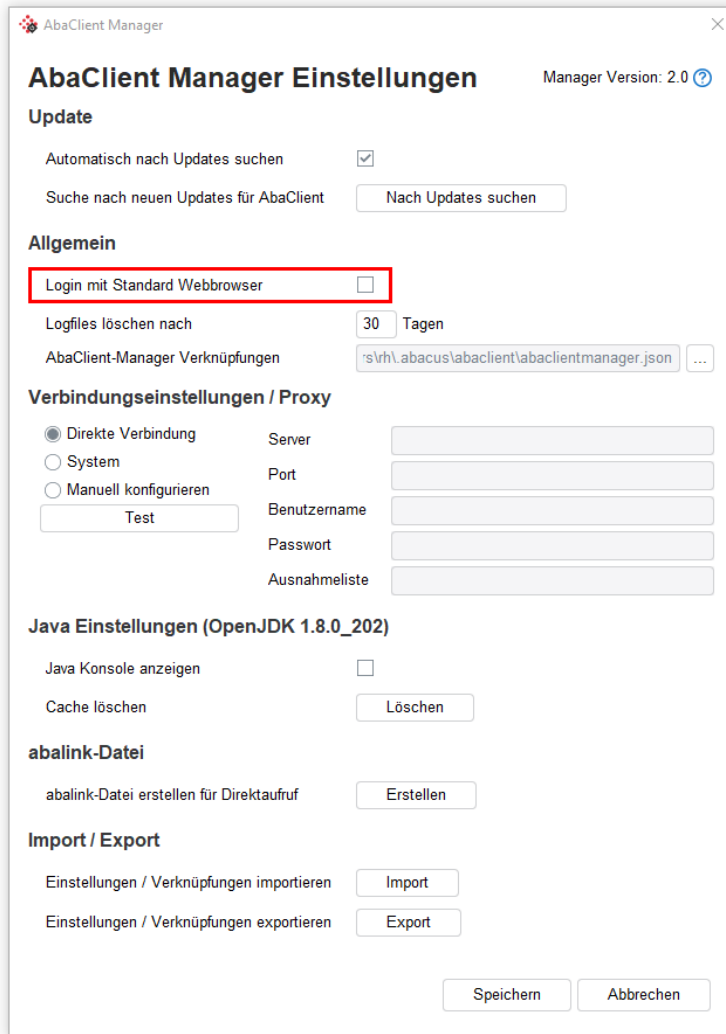 AbaClient Manager
AbaClient Manager Einstellungen
Manager Version: 2.0 ?
Update
Automatisch nach Updates suchen
Suche nach neuen Updates für AbaClient Nach Updates suchen
Allgemein
Login mit Standard Webbrowser
Logfiles löschen nach 30 Tagen
AbaClient-Manager Verknüpfungen rs\rh\.abacus\abaclient\abaclientmanager.json ...
Verbindungseinstellungen / Proxy
Direkte Verbindung
System
Manuell konfigurieren
Test
Server
Port
Benutzername
Passwort
Ausnahmeliste
Java Einstellungen (OpenJDK 1.8.0_202)
Java Konsole anzeigen
Cache löschen Löschen
abalink-Datei
abalink-Datei erstellen für Direktaufruf Erstellen
Import / Export
Einstellungen / Verknüpfungen importieren Import
Einstellungen / Verknüpfungen exportieren Export
Speichern Abbrechen